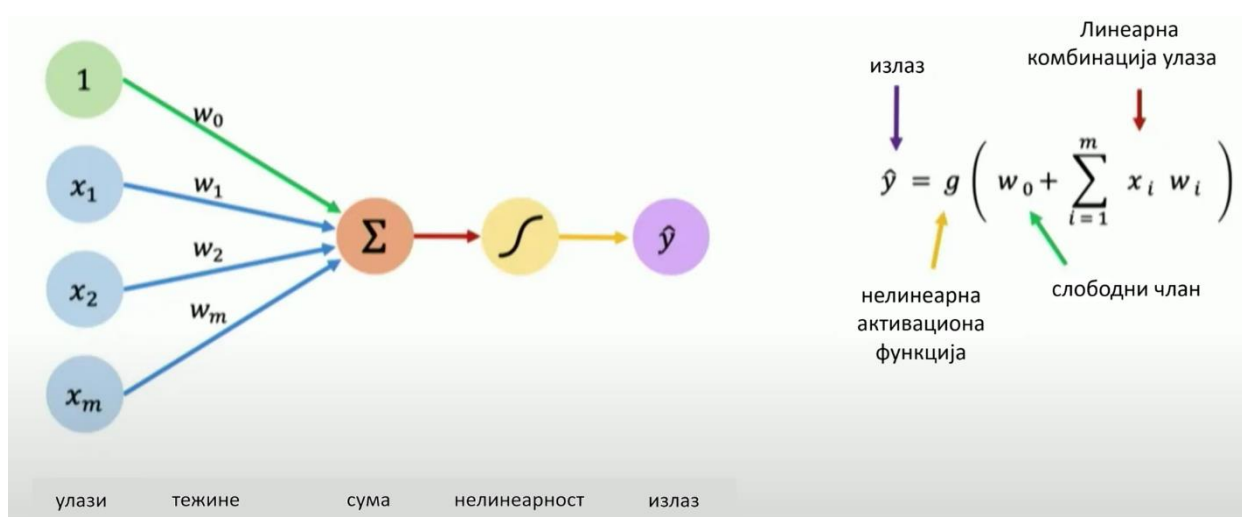 1
w₀
x₁
w₁
x₂
w₂
wₘ
xₘ
Σ
ŷ
улази тежине сума нелинеарност излаз
Линеарна
комбинација улаза
излаз
ŷ = g ( w₀ + ∑ᵢ₌₁ᵐ xᵢ wᵢ )
слободни члан
нелинеарна
активациона
функција